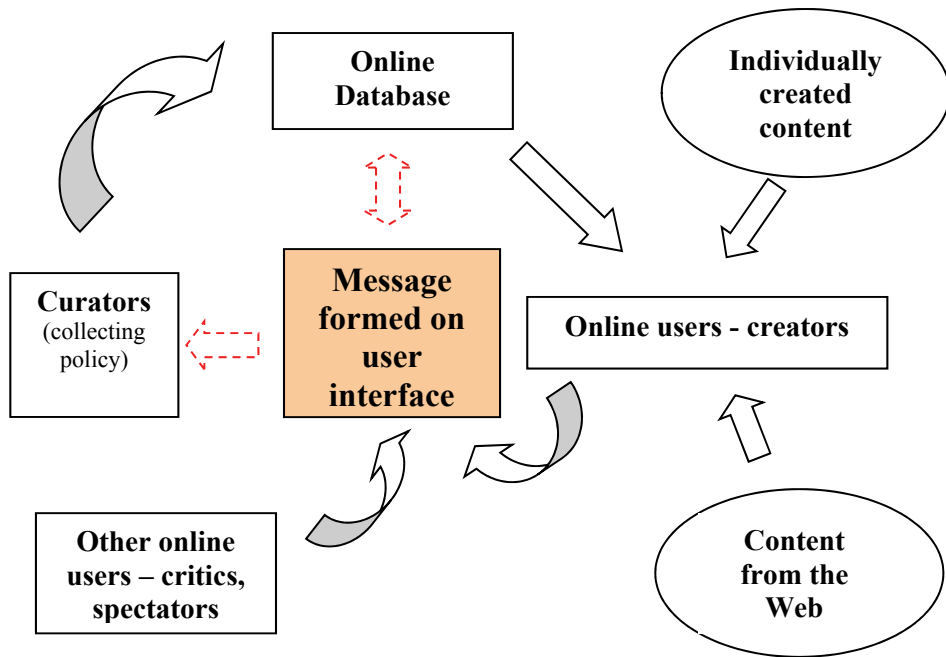 Online
Database
Individually
created
content
Curators
(collecting
policy)
Message
formed on
user
interface
Online users - creators
Other online
users – critics,
spectators
Content
from the
Web